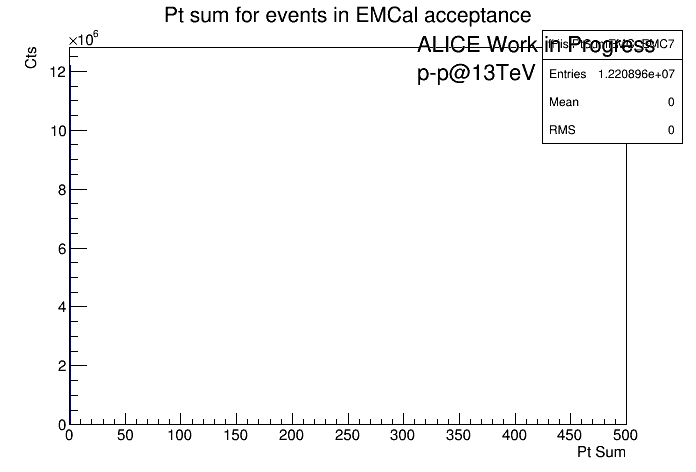 Pt sum for events in EMCal acceptance
×10⁶
Cts
ALICE Work in Progress
p-p@13TeV
Entries 1.220896e+07
Mean 0
RMS 0
12
10
8
6
4
2
0
0 50 100 150 200 250 300 350 400 450 500
Pt Sum